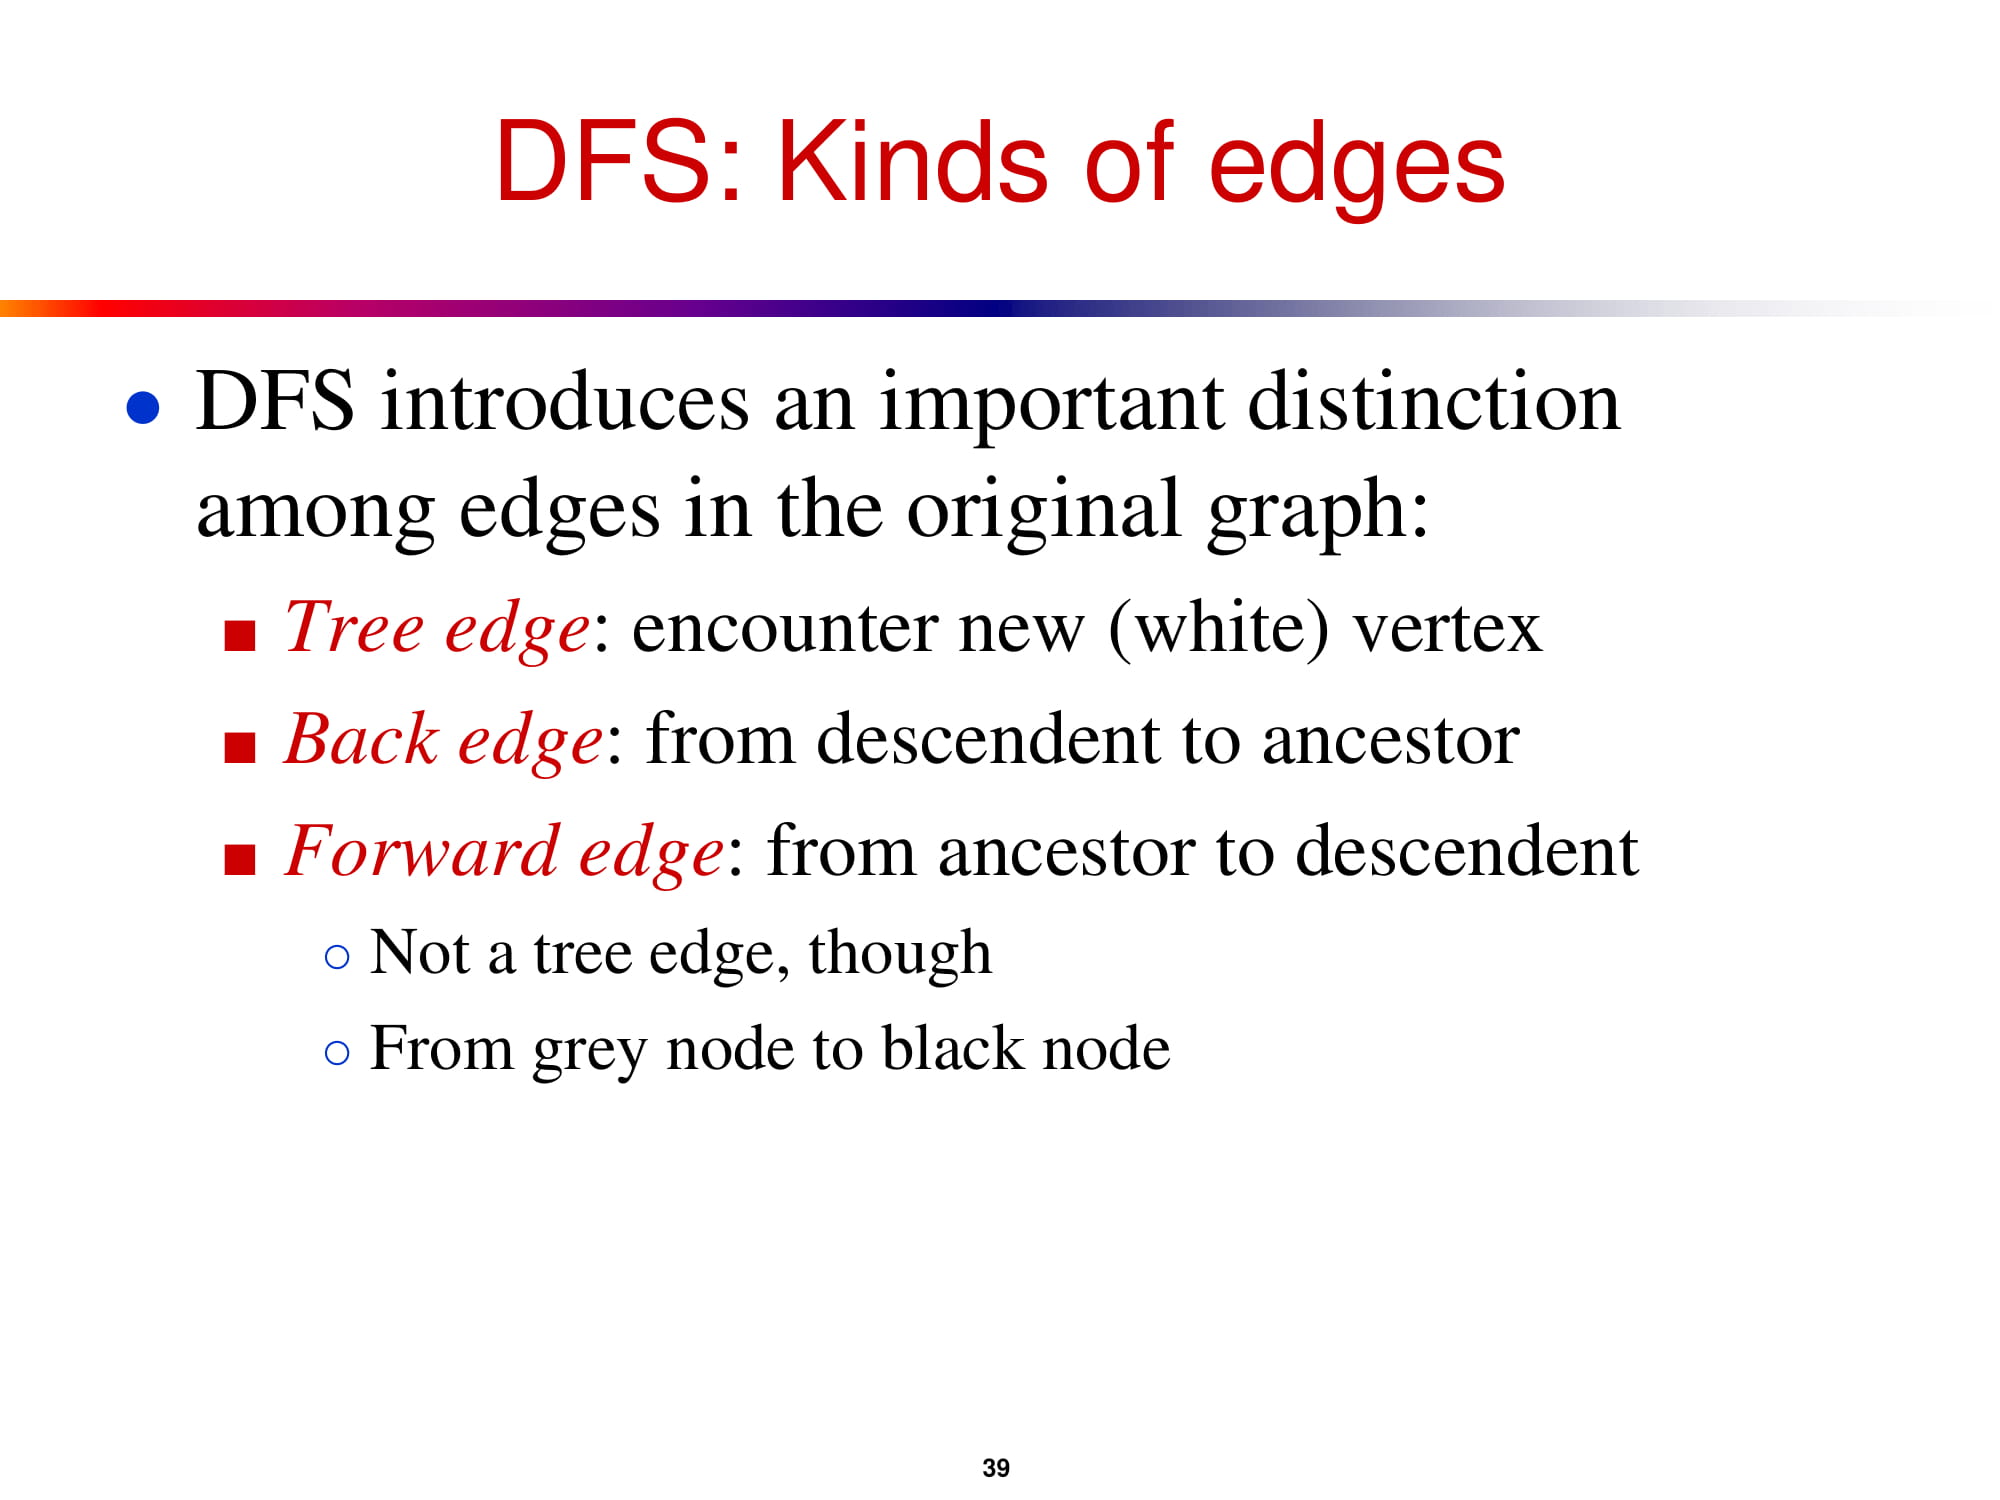 DFS: Kinds of edges
● DFS introduces an important distinction
among edges in the original graph:
■ Tree edge: encounter new (white) vertex
■ Back edge: from descendent to ancestor
■ Forward edge: from ancestor to descendent
○ Not a tree edge, though
○ From grey node to black node
39